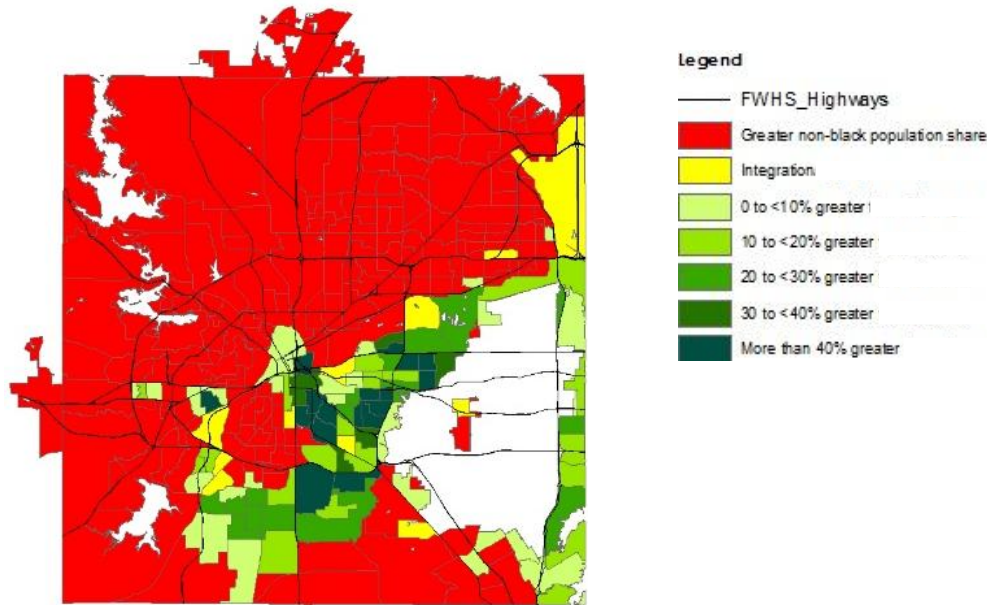 Legend
FWHS_Highways
Greater non-black population share
Integration
0 to <10% greater
10 to <20% greater
20 to <30% greater
30 to <40% greater
More than 40% greater